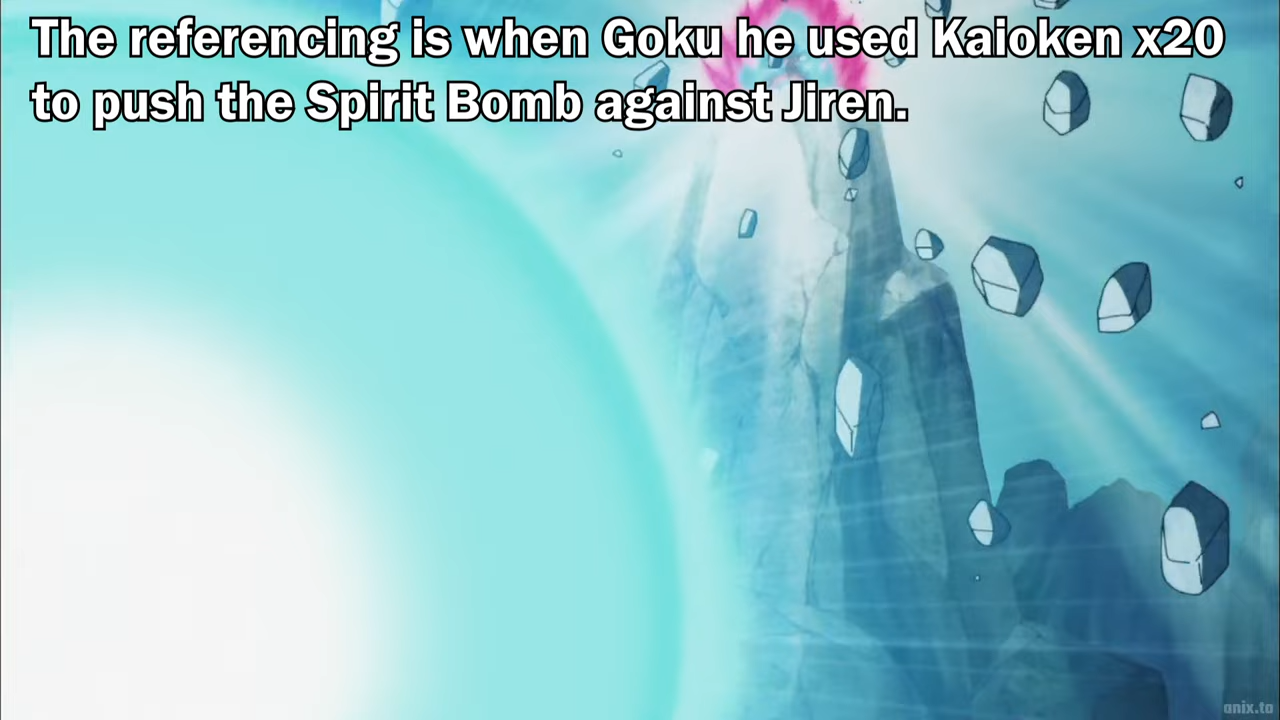 The referencing is when Goku he used Kaioken x20
to push the Spirit Bomb against Jiren.
anix.to